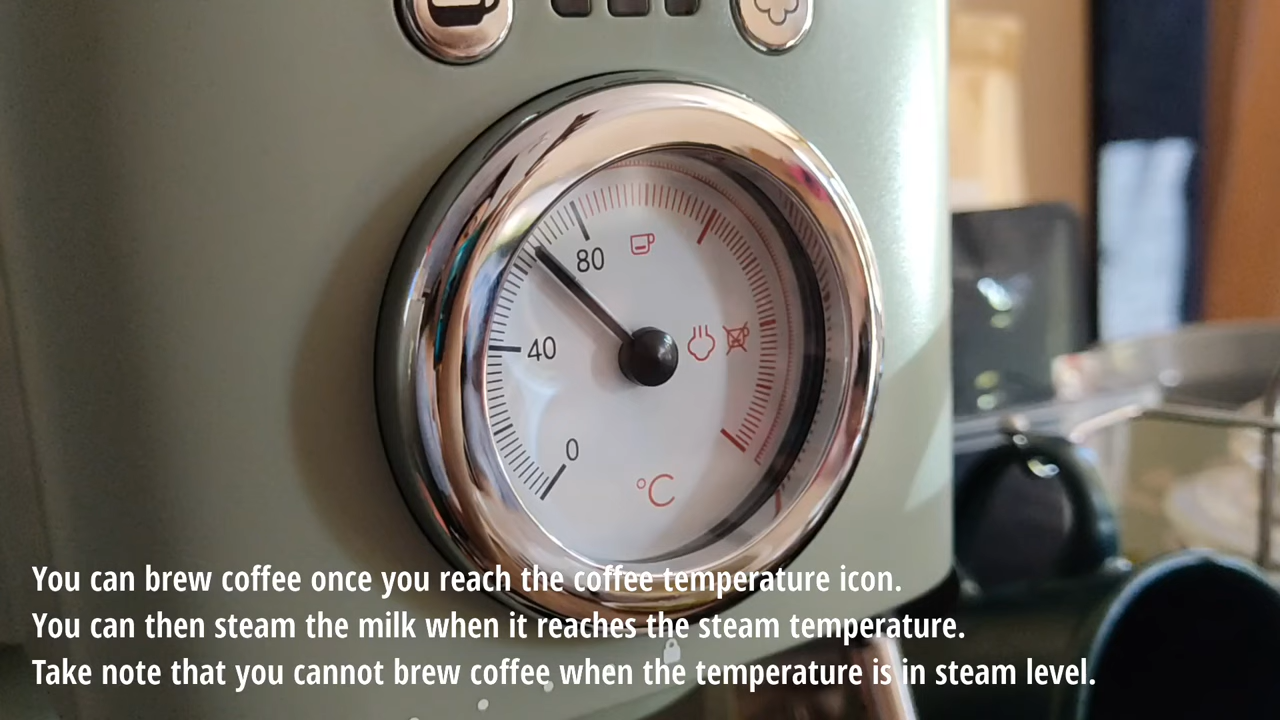 80
40
0
°C
You can brew coffee once you reach the coffee temperature icon.
You can then steam the milk when it reaches the steam temperature.
Take note that you cannot brew coffee when the temperature is in steam level.